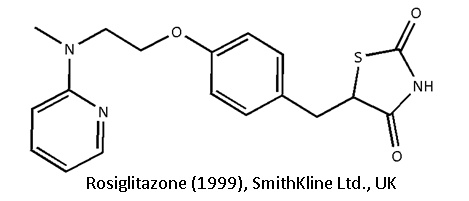 O
N
O
S
NH
N
O
Rosiglitazone (1999), SmithKline Ltd., UK